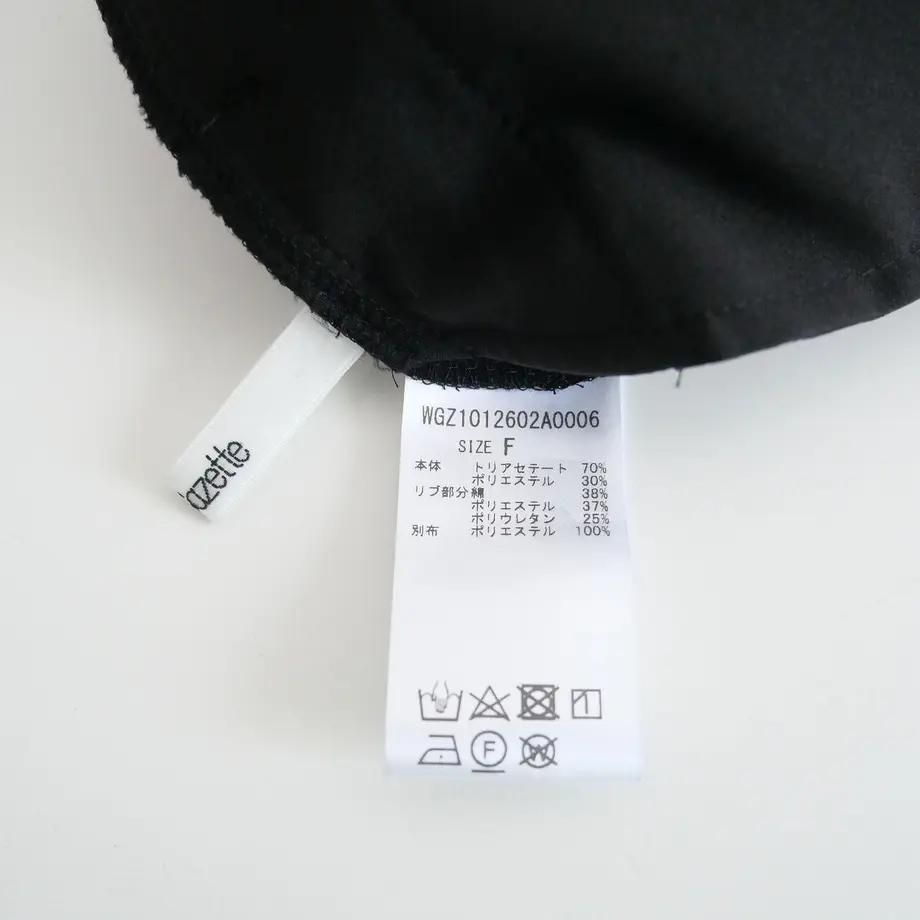 azette
WGZ1012602A0006
SIZE F
本体 トリアセテート 70%
ポリエステル 30%
リブ部分綿 38%
ポリエステル 37%
ポリウレタン 25%
別布 ポリエステル 100%
F W